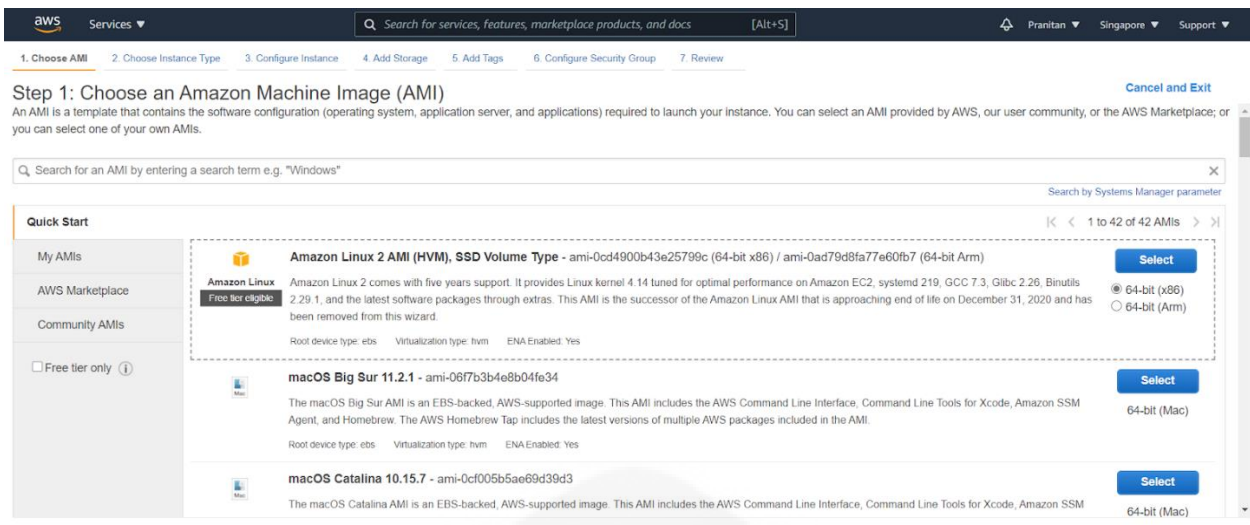 aws Services ▼ Search for services, features, marketplace products, and docs [Alt+S] Pranitan ▼ Singapore ▼ Support ▼
1. Choose AMI 2. Choose Instance Type 3. Configure Instance 4. Add Storage 5. Add Tags 6. Configure Security Group 7. Review
Step 1: Choose an Amazon Machine Image (AMI)
Cancel and Exit
An AMI is a template that contains the software configuration (operating system, application server, and applications) required to launch your instance. You can select an AMI provided by AWS, our user community, or the AWS Marketplace; or
you can select one of your own AMIs.
Search for an AMI by entering a search term e.g. "Windows"
Search by Systems Manager parameter
Quick Start
1 to 42 of 42 AMIs
My AMIs
AWS Marketplace
Community AMIs
Free tier only
Amazon Linux
Free tier eligible
Amazon Linux 2 AMI (HVM), SSD Volume Type - ami-0cd4900b43e25799c (64-bit x86) / ami-0ad79d8fa77e60fb7 (64-bit Arm)
Amazon Linux 2 comes with five years support. It provides Linux kernel 4.14 tuned for optimal performance on Amazon EC2, systemd 219, GCC 7.3, Glibc 2.26, Binutils
2.29.1, and the latest software packages through extras. This AMI is the successor of the Amazon Linux AMI that is approaching end of life on December 31, 2020 and has
been removed from this wizard.
Root device type: ebs Virtualization type: hvm ENA Enabled: Yes
Select
64-bit (x86)
64-bit (Arm)
Mac
macOS Big Sur 11.2.1 - ami-06f7b3b4e8b04fe34
The macOS Big Sur AMI is an EBS-backed, AWS-supported image. This AMI includes the AWS Command Line Interface, Command Line Tools for Xcode, Amazon SSM
Agent, and Homebrew. The AWS Homebrew Tap includes the latest versions of multiple AWS packages included in the AMI.
Root device type: ebs Virtualization type: hvm ENA Enabled: Yes
Select
64-bit (Mac)
Mac
macOS Catalina 10.15.7 - ami-0cf005b5ae69d39d3
The macOS Catalina AMI is an EBS-backed, AWS-supported image. This AMI includes the AWS Command Line Interface, Command Line Tools for Xcode, Amazon SSM
Select
64-bit (Mac)